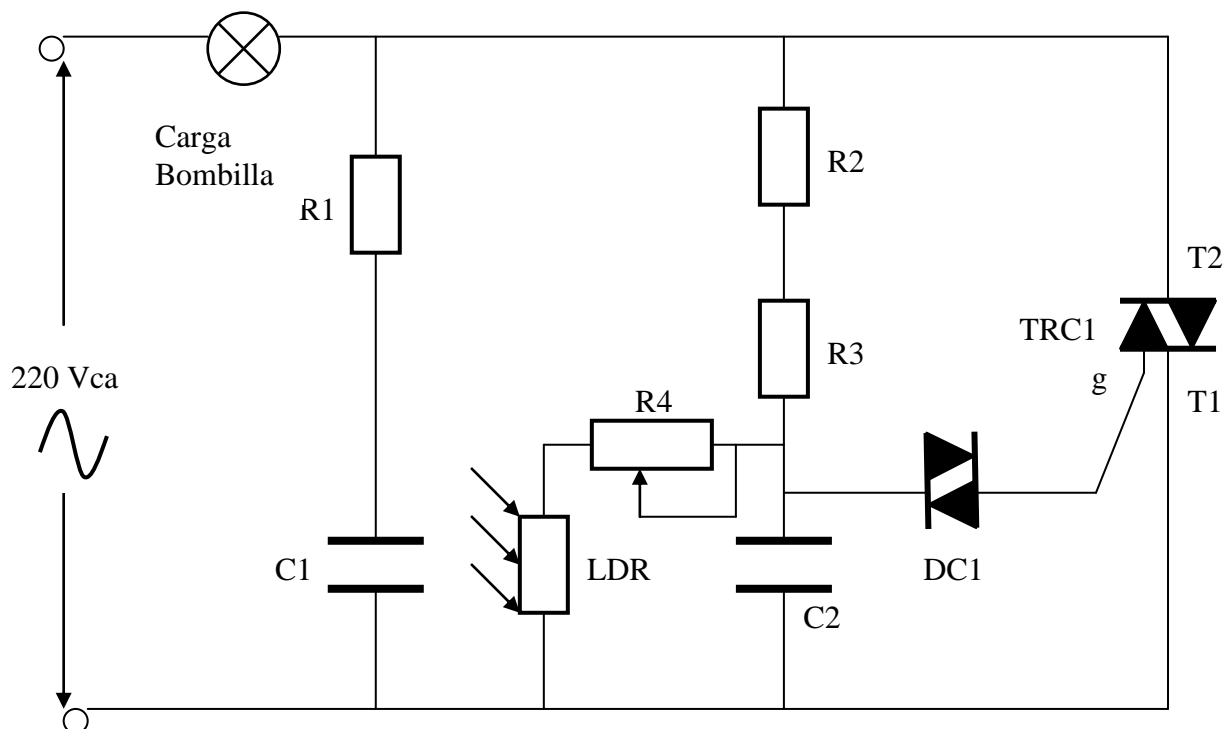 Carga
Bombilla
R1
R2
T2
TRC1
R3
220 Vca
g
R4
T1
C1
LDR
DC1
C2